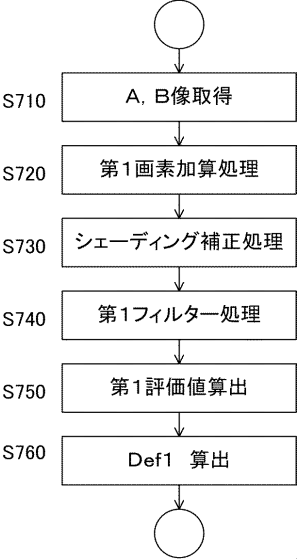 S710 A,B像取得
S720 第1画素加算処理
S730 シェーディング補正処理
S740 第1フィルター処理
S750 第1評価値算出
S760 Def1 算出